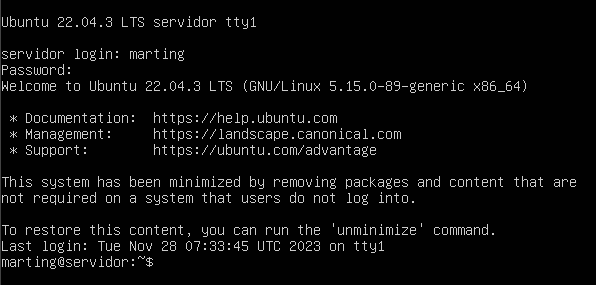 Ubuntu 22.04.3 LTS servidor tty1
servidor login: marting
Password:
Welcome to Ubuntu 22.04.3 LTS (GNU/Linux 5.15.0-89-generic x86_64)
* Documentation:  https://help.ubuntu.com
* Management:     https://landscape.canonical.com
* Support:        https://ubuntu.com/advantage
This system has been minimized by removing packages and content that are
not required on a system that users do not log into.
To restore this content, you can run the 'unminimize' command.
Last login: Tue Nov 28 07:33:45 UTC 2023 on tty1
marting@servidor:~$